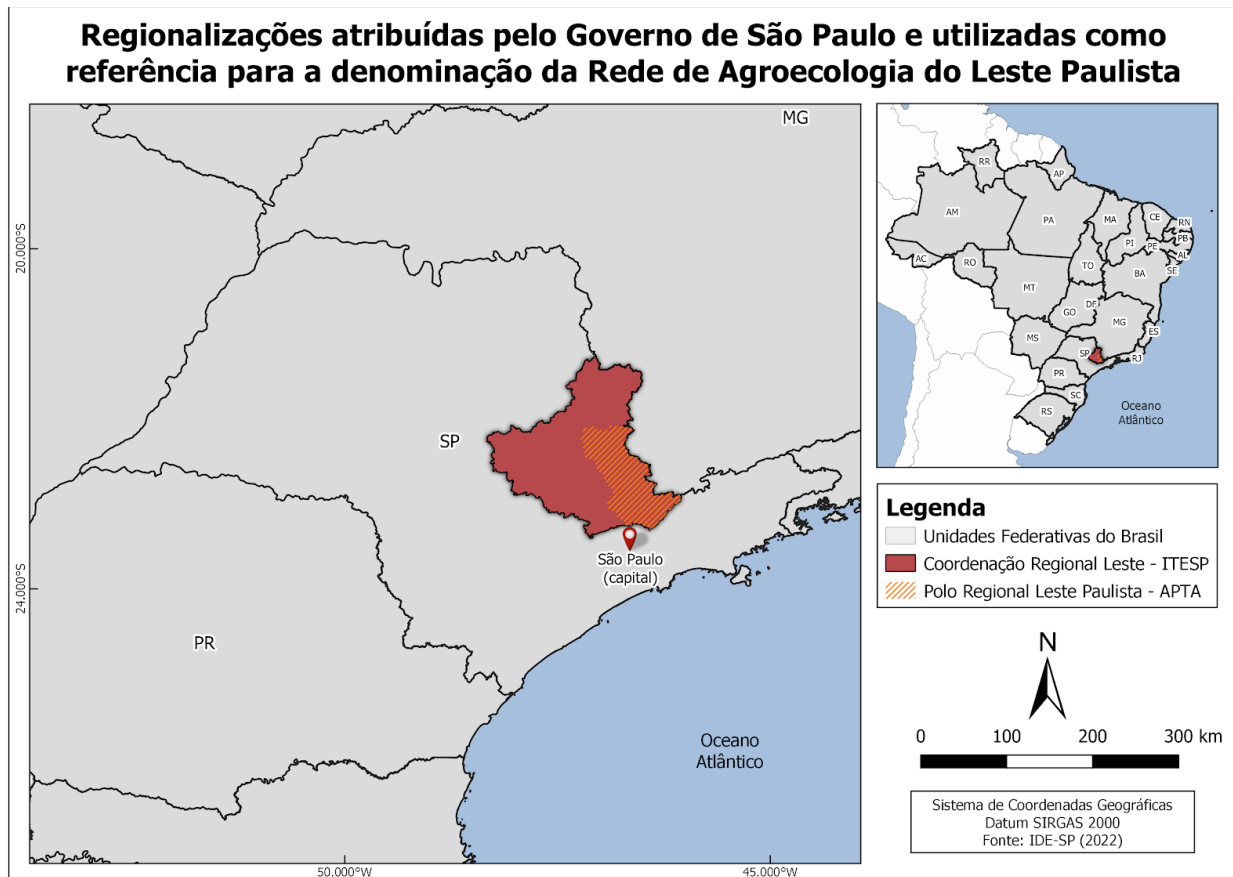 Regionalizações atribuídas pelo Governo de São Paulo e utilizadas como
referência para a denominação da Rede de Agroecologia do Leste Paulista
MG
20.000°S
SP
São Paulo
(capital)
24.000°S
PR
Oceano
Atlântico
50.000°W
45.000°W
RR
AP
AM
PA
MA
CE
RN
PB
PI
PE
AL
AC
RO
TO
SE
BA
MT
DF
GO
MG
ES
MS
SP
RJ
PR
SC
RS
Oceano
Atlântico
Legenda
Unidades Federativas do Brasil
Coordenação Regional Leste - ITESP
Polo Regional Leste Paulista - APTA
N
0 100 200 300 km
Sistema de Coordenadas Geográficas
Datum SIRGAS 2000
Fonte: IDE-SP (2022)